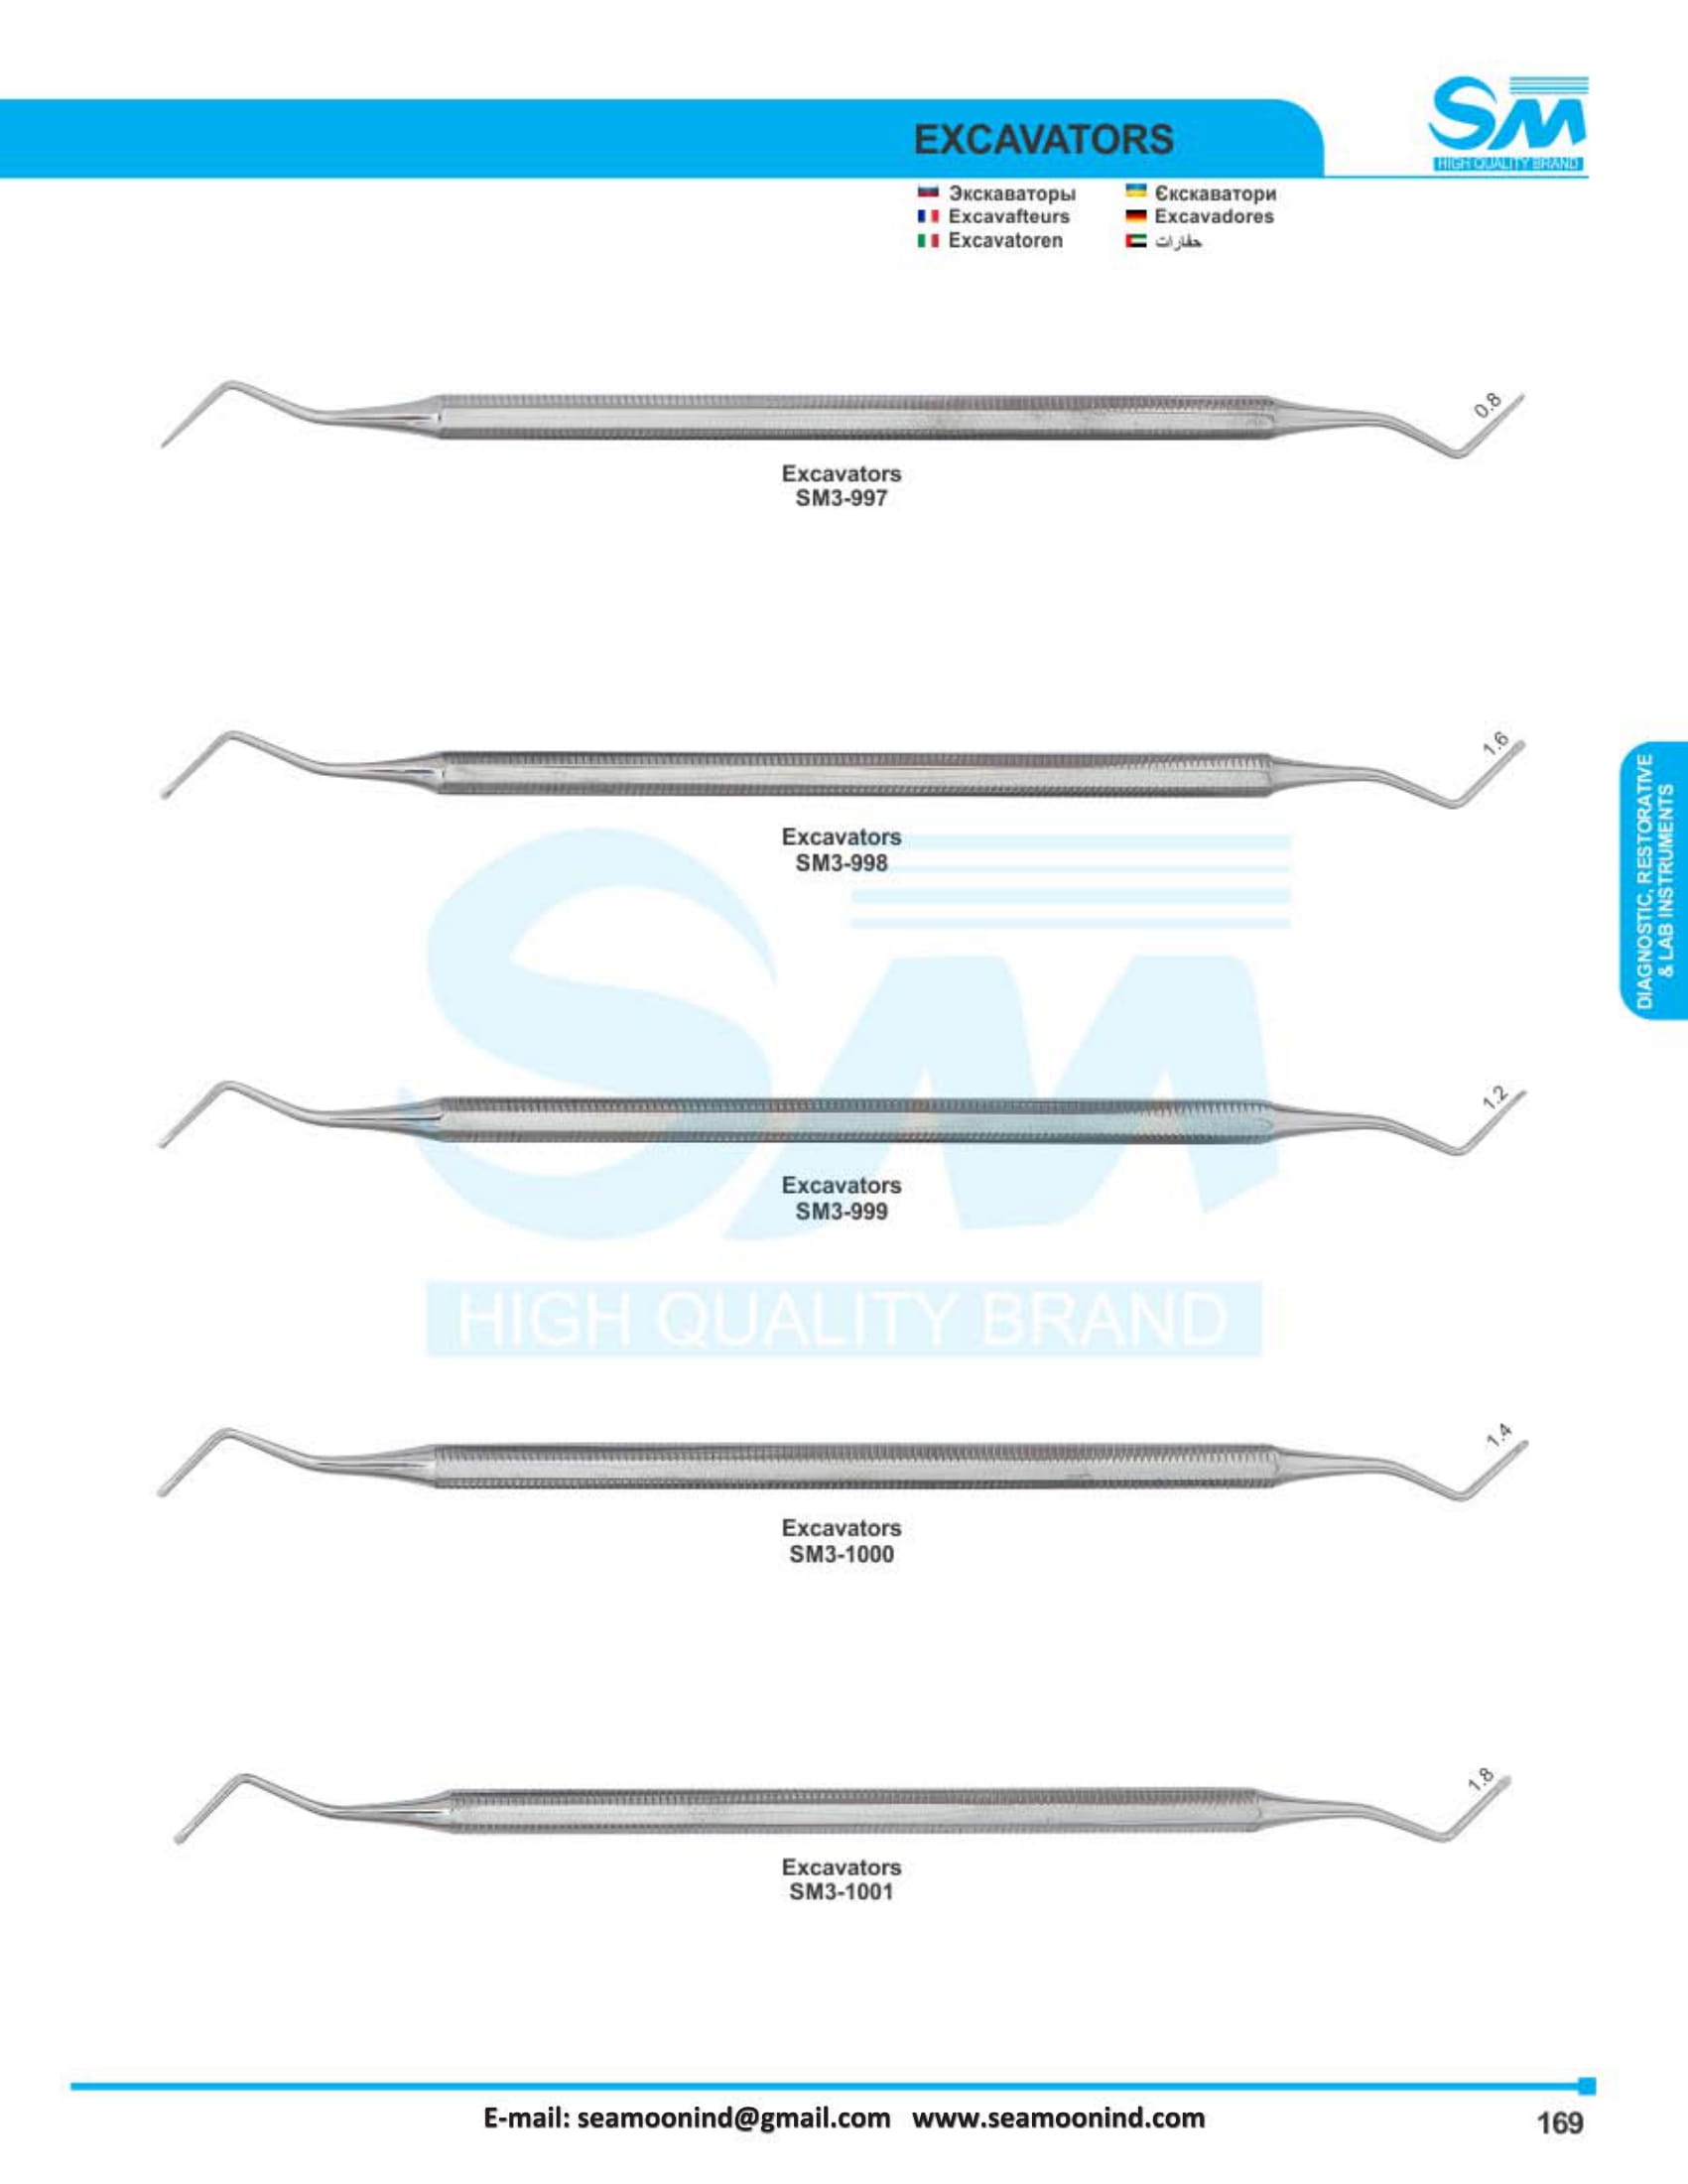 SM
HIGH QUALITY BRAND
EXCAVATORS
Экскаваторы
Єкскаватори
Excavafteurs
Excavadores
Excavatoren
حفارات
0.8
Excavators
SM3-997
1.6
Excavators
SM3-998
DIAGNOSTIC, RESTORATIVE
& LAB INSTRUMENTS
SM
1.2
Excavators
SM3-999
HIGH QUALITY BRAND
1.4
Excavators
SM3-1000
1.8
Excavators
SM3-1001
E-mail: seamoonind@gmail.com www.seamoonind.com
169